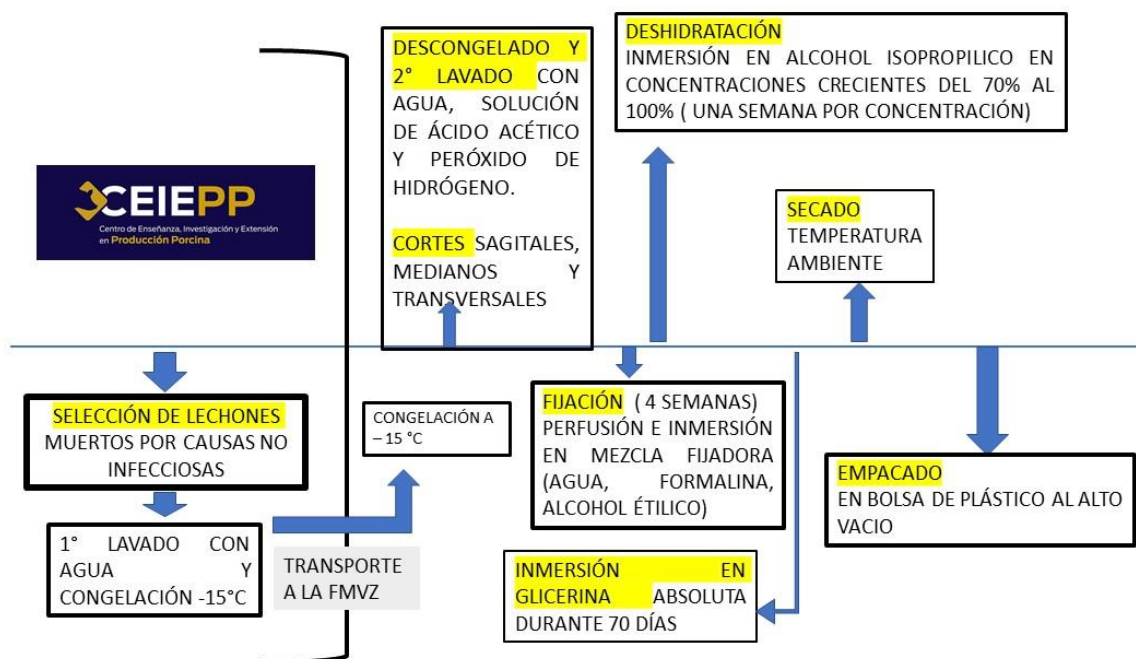 CEIEPP
Centro de Enseñanza, Investigación y Extensión
en Producción Porcina
SELECCIÓN DE LECHONES
MUERTOS POR CAUSAS NO
INFECCIOSAS
1° LAVADO CON
AGUA Y
CONGELACIÓN -15°C
TRANSPORTE
A LA FMVZ
CONGELACIÓN A
– 15 °C
DESCONGELADO Y
2° LAVADO CON
AGUA, SOLUCIÓN
DE ÁCIDO ACÉTICO
Y PERÓXIDO DE
HIDRÓGENO.
CORTES SAGITALES,
MEDIANOS Y
TRANSVERSALES
FIJACIÓN ( 4 SEMANAS)
PERFUSIÓN E INMERSIÓN
EN MEZCLA FIJADORA
(AGUA, FORMALINA,
ALCOHOL ÉTILICO)
DESHIDRATACIÓN
INMERSIÓN EN ALCOHOL ISOPROPILICO EN
CONCENTRACIONES CRECIENTES DEL 70% AL
100% ( UNA SEMANA POR CONCENTRACIÓN)
INMERSIÓN EN
GLICERINA ABSOLUTA
DURANTE 70 DÍAS
SECADO
TEMPERATURA
AMBIENTE
EMPACADO
EN BOLSA DE PLÁSTICO AL ALTO
VACIO